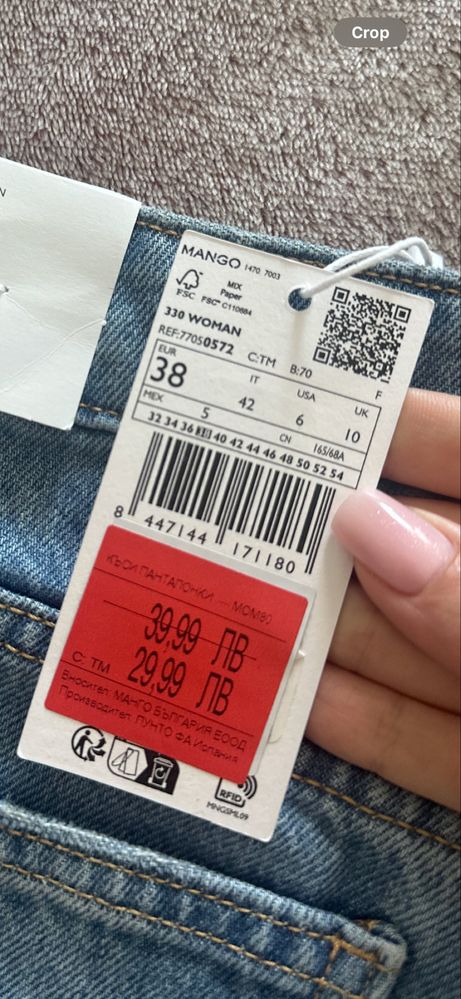 Crop
N
MANGO 1470 7003
FSC
MIX
Paper
FSC® C110684
330 WOMAN
REF:77050572 C:TM B:70 F
EUR IT USA UK
38 42 6 10
MEX 5 CN 165/68A
32 34 36 38 40 42 44 46 48 50 52 54
8 447144 171180
КЪСИ ПАНТАЛОНКИ — MOM80
39,99 ЛВ
С: ТМ 29,99 ЛВ
Вносител: МАНГО БЪЛГАРИЯ ЕООД
Производител: ПУНТО ФА Испания
RFID
MNGSML09